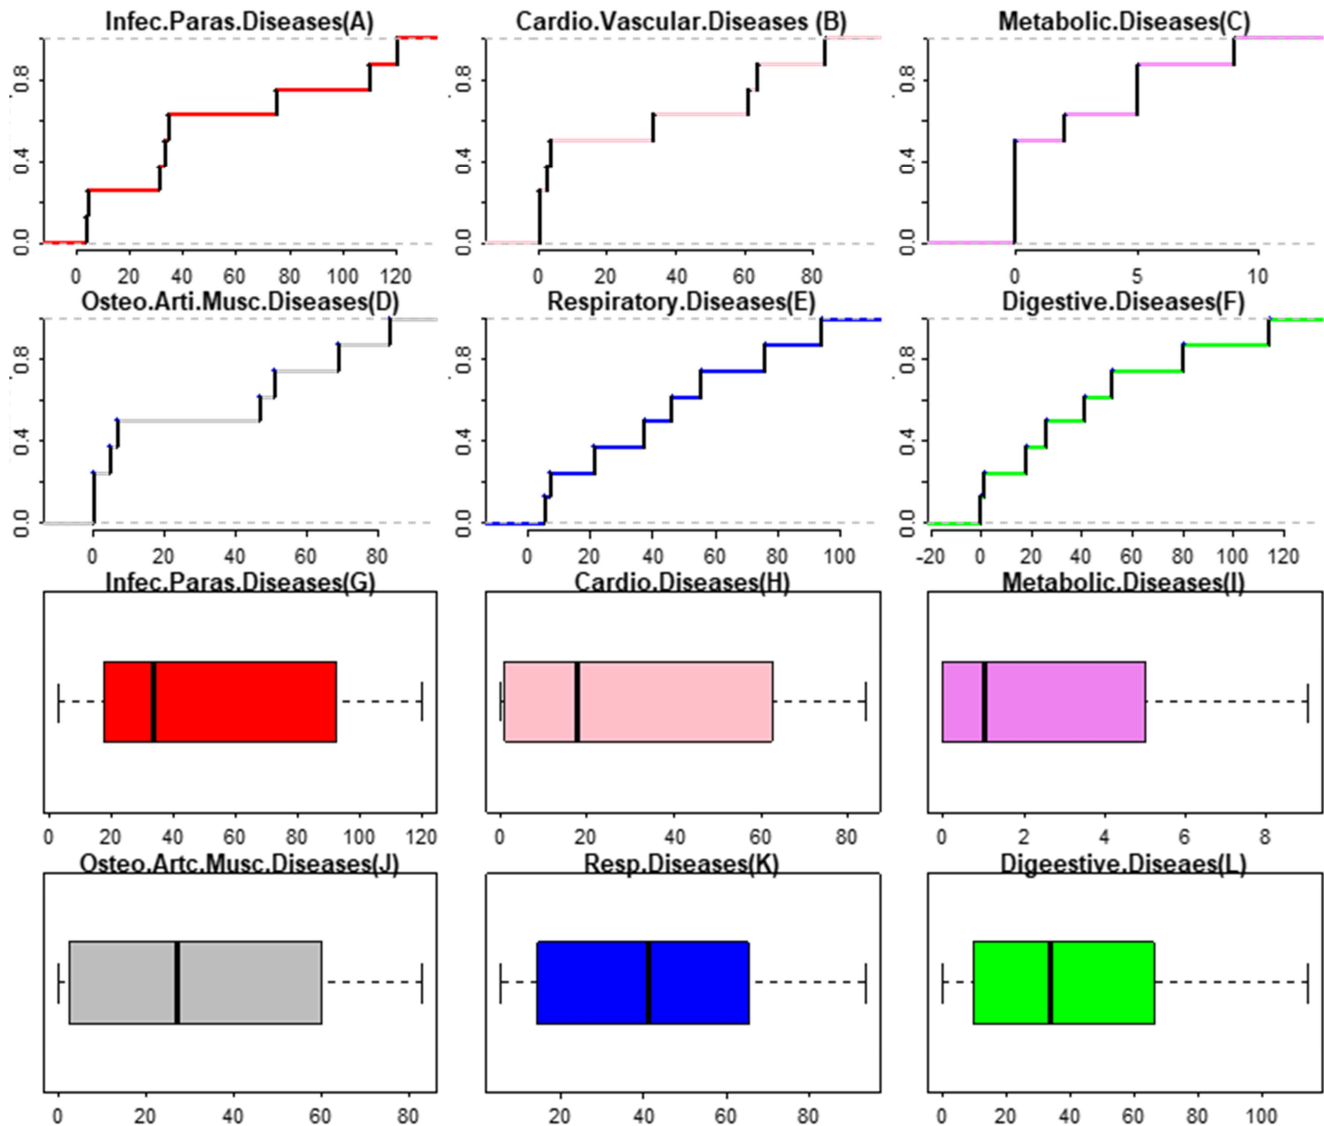 Infec.Paras.Diseases(A) Cardio.Vascular.Diseases (B) Metabolic.Diseases(C)
0.0 0.4 0.8 0.0 0.4 0.8 0.0 0.4 0.8
0 20 40 60 80 100 120 0 20 40 60 80 0 5 10
Osteo.Arti.Musc.Diseases(D) Respiratory.Diseases(E) Digestive.Diseases(F)
0.0 0.4 0.8 0.0 0.4 0.8 0.0 0.4 0.8
0 20 40 60 80 0 20 40 60 80 100 -20 0 20 40 60 80 100 120
Infec.Paras.Diseases(G) Cardio.Diseases(H) Metabolic.Diseases(I)
0 20 40 60 80 100 120 0 20 40 60 80 0 2 4 6 8
Osteo.Artc.Musc.Diseases(J) Resp.Diseases(K) Digeestive.Diseaes(L)
0 20 40 60 80 20 40 60 80 0 20 40 60 80 100